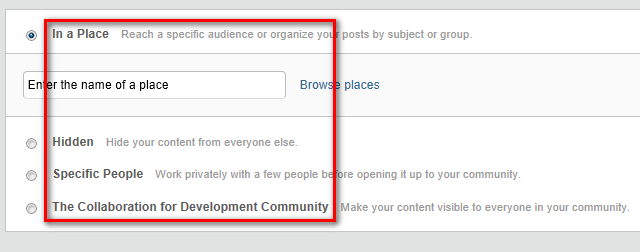 In a Place Reach a specific audience or organize your posts by subject or group.
Enter the name of a place Browse places
Hidden Hide your content from everyone else.
Specific People Work privately with a few people before opening it up to your community.
The Collaboration for Development Community Make your content visible to everyone in your community.